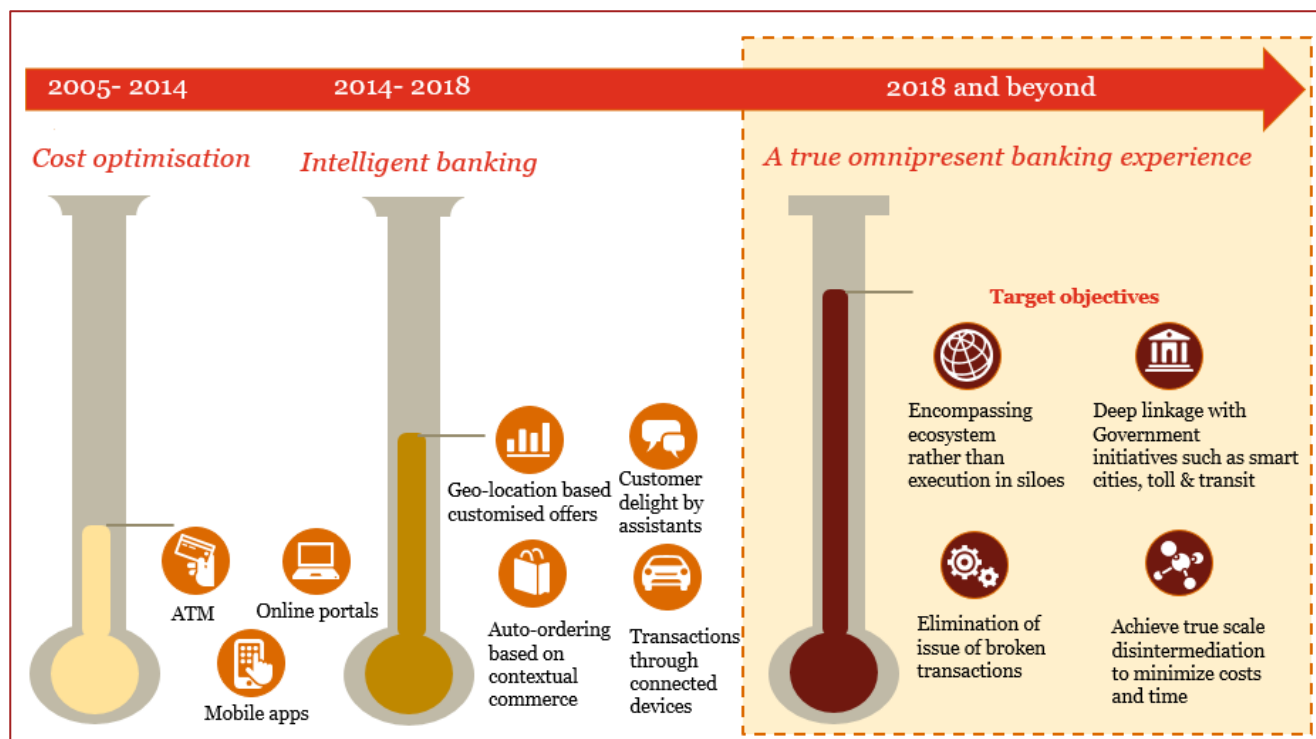 2005- 2014
2014- 2018
2018 and beyond
Cost optimisation
Intelligent banking
A true omnipresent banking experience
ATM
Online portals
Mobile apps
Geo-location based
customised offers
Customer
delight by
assistants
Auto-ordering
based on
contextual
commerce
Transactions
through
connected
devices
Target objectives
Encompassing
ecosystem
rather than
execution in siloes
Deep linkage with
Government
initiatives such as smart
cities, toll & transit
Elimination of
issue of broken
transactions
Achieve true scale
disintermediation
to minimize costs
and time